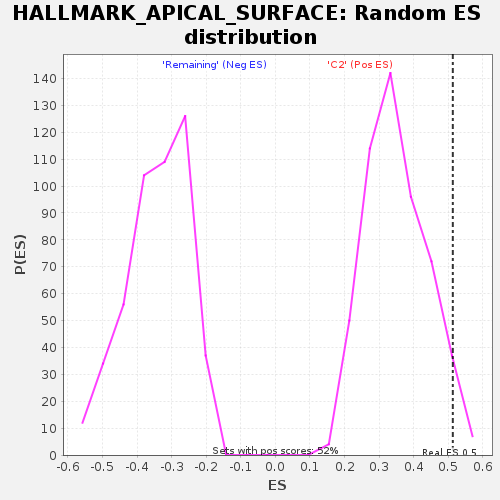 HALLMARK_APICAL_SURFACE: Random ES
distribution
'Remaining' (Neg ES) 'C2' (Pos ES)
140
130
120
110
100
90
80
70
60
50
40
30
20
10
0
P(ES)
Sets with pos scores: 52%
Real ES 0.5
-0.6 -0.5 -0.4 -0.3 -0.2 -0.1 0.0 0.1 0.2 0.3 0.4 0.5 0.6
ES